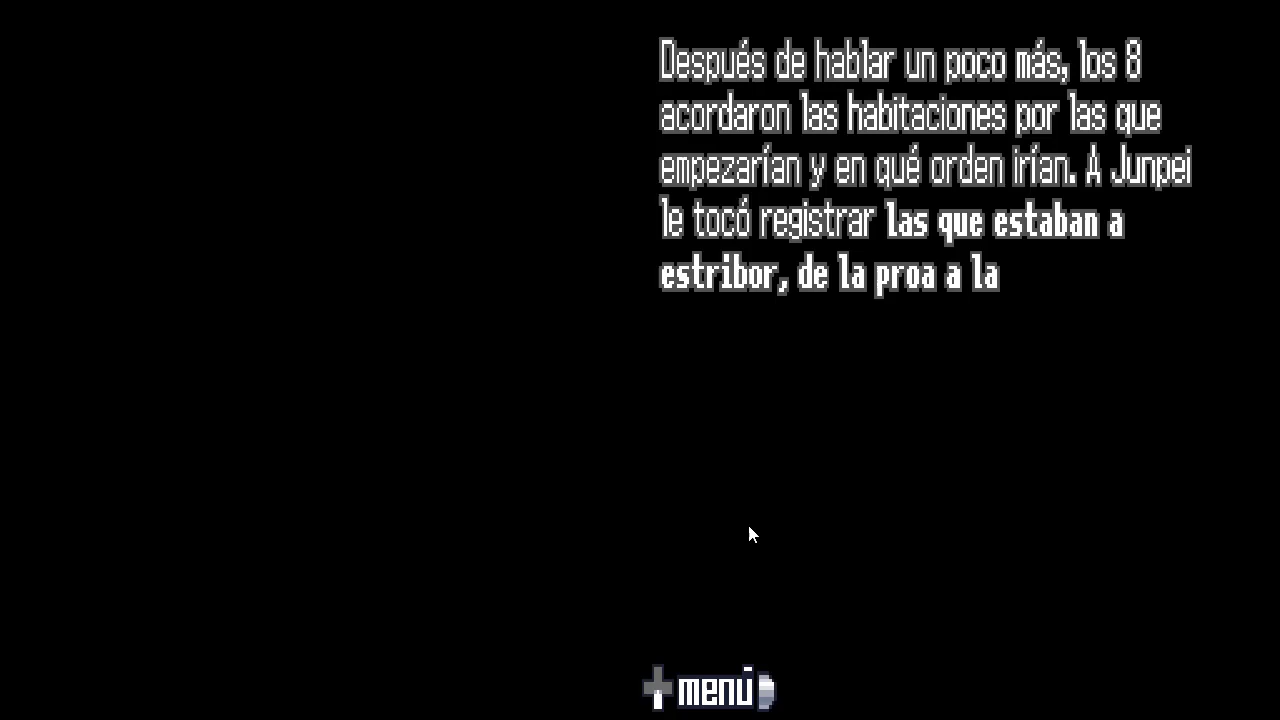 Después de hablar un poco más, los 8
acordaron las habitaciones por las que
empezarían y en qué orden irían. A Junpei
le tocó registrar las que estaban a
estribor, de la proa a la
menú